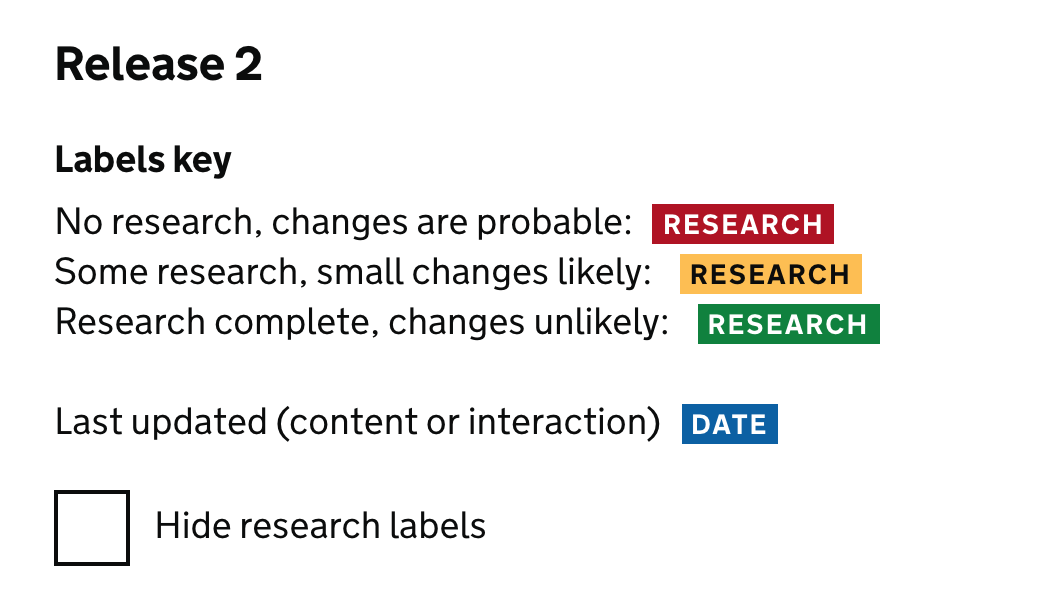 Release 2
Labels key
No research, changes are probable: RESEARCH
Some research, small changes likely: RESEARCH
Research complete, changes unlikely: RESEARCH
Last updated (content or interaction) DATE
Hide research labels